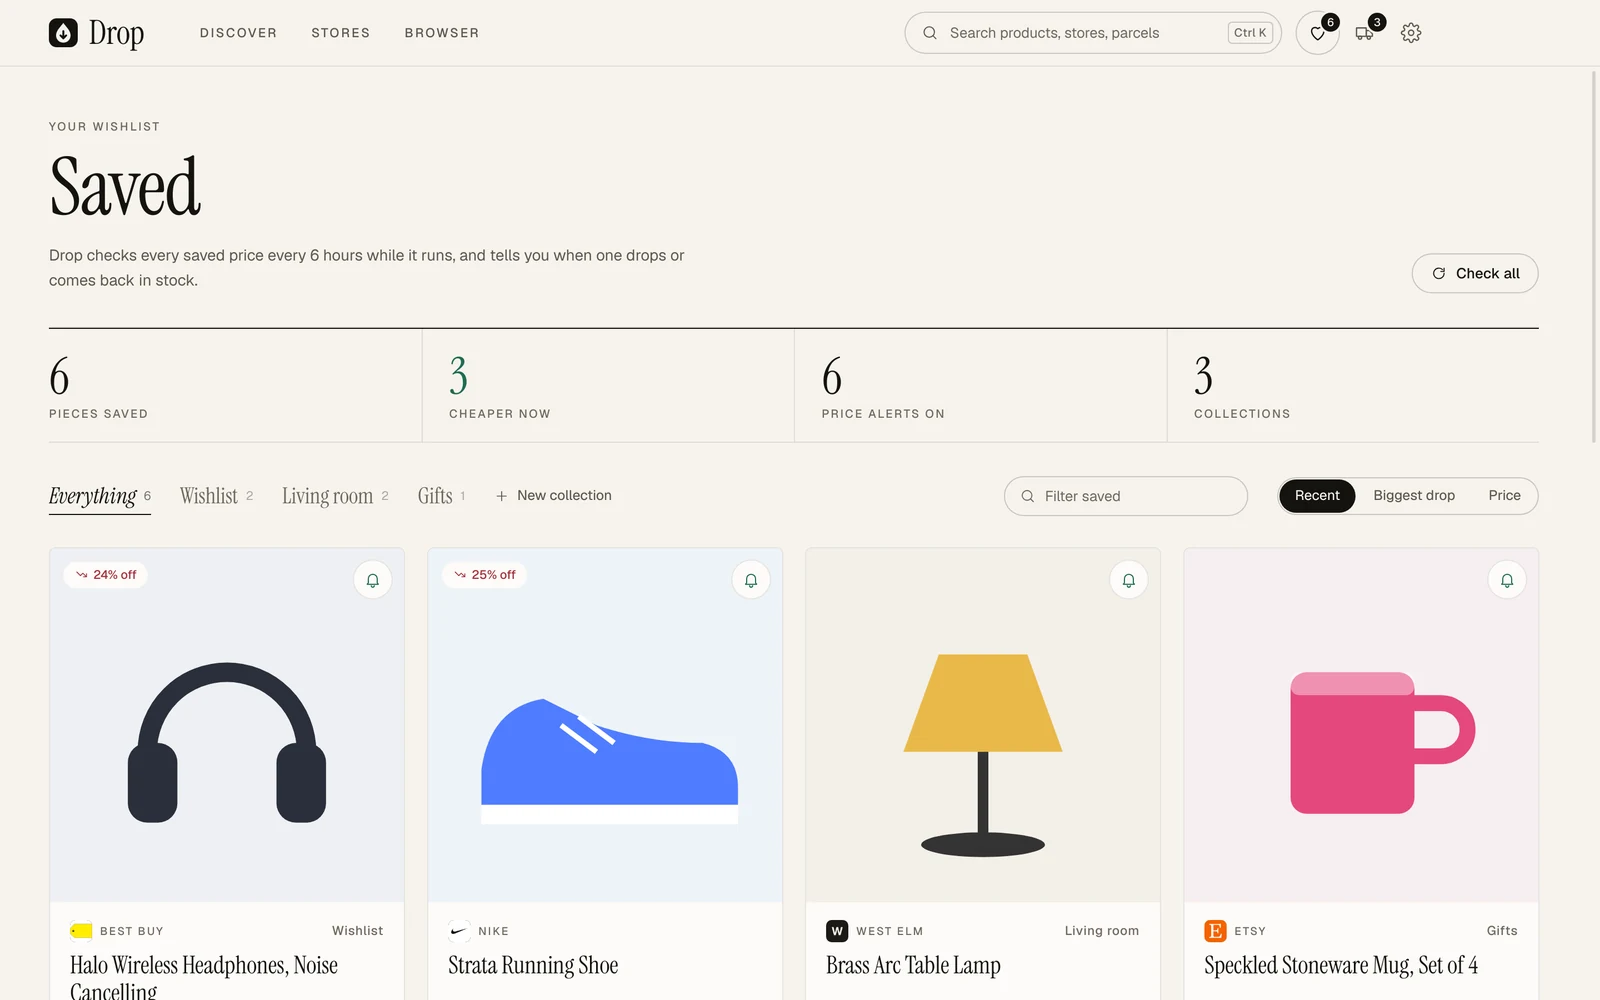 Drop
DISCOVER
STORES
BROWSER
Search products, stores, parcels
Ctrl K
6
3
YOUR WISHLIST
Saved
Drop checks every saved price every 6 hours while it runs, and tells you when one drops or
comes back in stock.
Check all
6
PIECES SAVED
3
CHEAPER NOW
6
PRICE ALERTS ON
3
COLLECTIONS
Everything 6
Wishlist 2
Living room 2
Gifts 1
+ New collection
Filter saved
Recent
Biggest drop
Price
24% off
25% off
BEST BUY
Wishlist
Halo Wireless Headphones, Noise
Cancelling
NIKE
Strata Running Shoe
W
WEST ELM
Living room
Brass Arc Table Lamp
E
ETSY
Gifts
Speckled Stoneware Mug, Set of 4